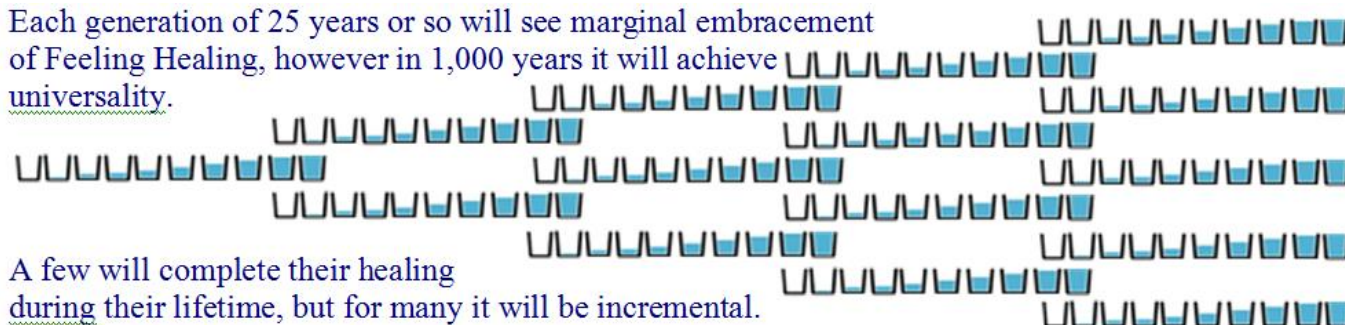 Each generation of 25 years or so will see marginal embracement
of Feeling Healing, however in 1,000 years it will achieve
universality.
A few will complete their healing
during their lifetime, but for many it will be incremental.